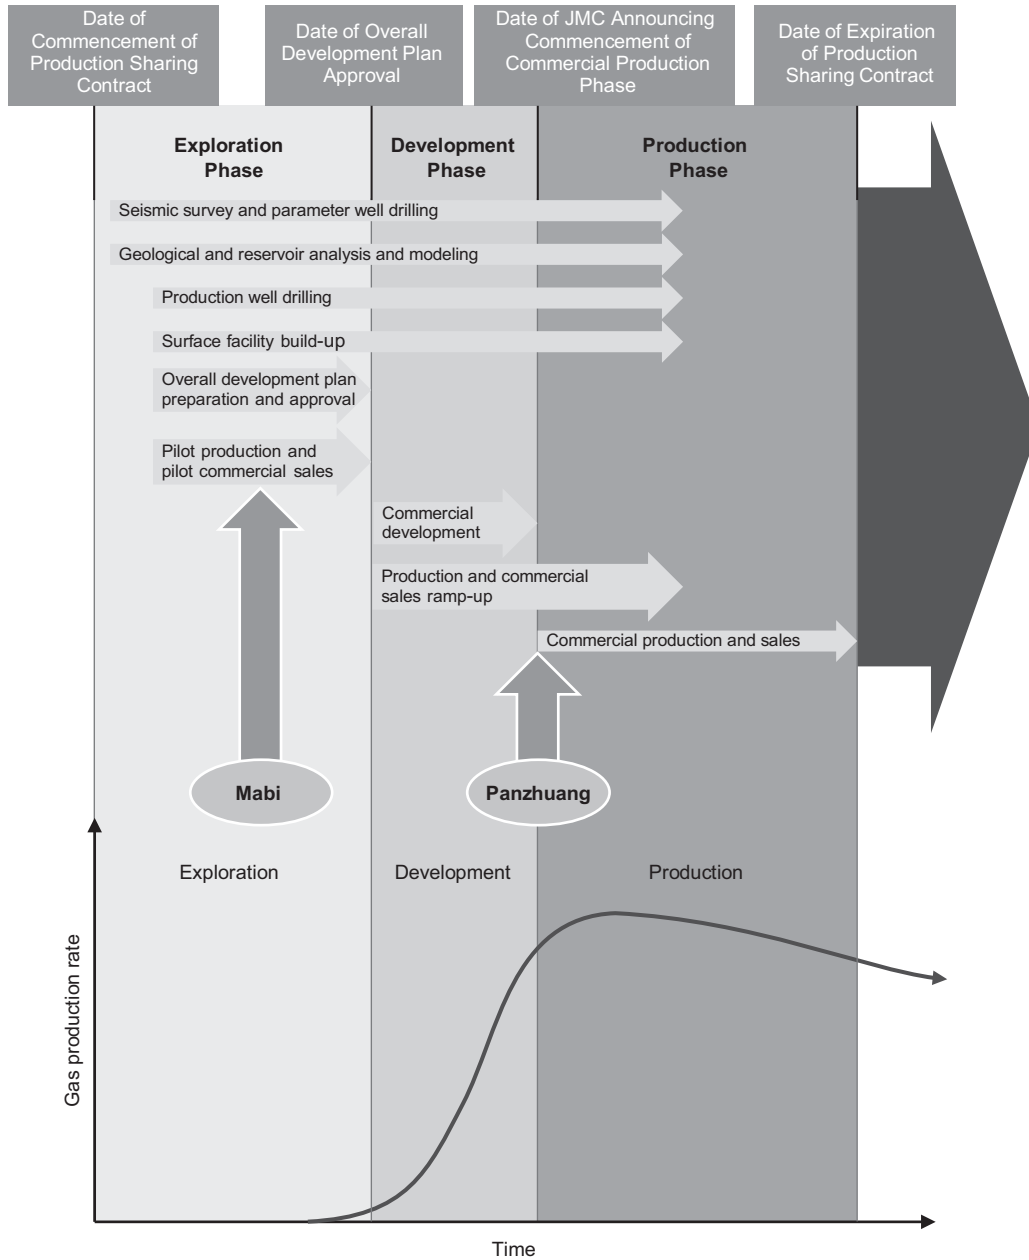 Date of
Commencement of
Production Sharing
Contract
Date of Overall
Development Plan
Approval
Date of JMC Announcing
Commencement of
Commercial Production
Phase
Date of Expiration
of Production
Sharing Contract
Exploration
Phase
Development
Phase
Production
Phase
Seismic survey and parameter well drilling
Geological and reservoir analysis and modeling
Production well drilling
Surface facility build-up
Overall development plan
preparation and approval
Pilot production and
pilot commercial sales
Commercial
development
Production and commercial
sales ramp-up
Commercial production and sales
Mabi
Panzhuang
Exploration
Development
Production
Gas production rate
Time